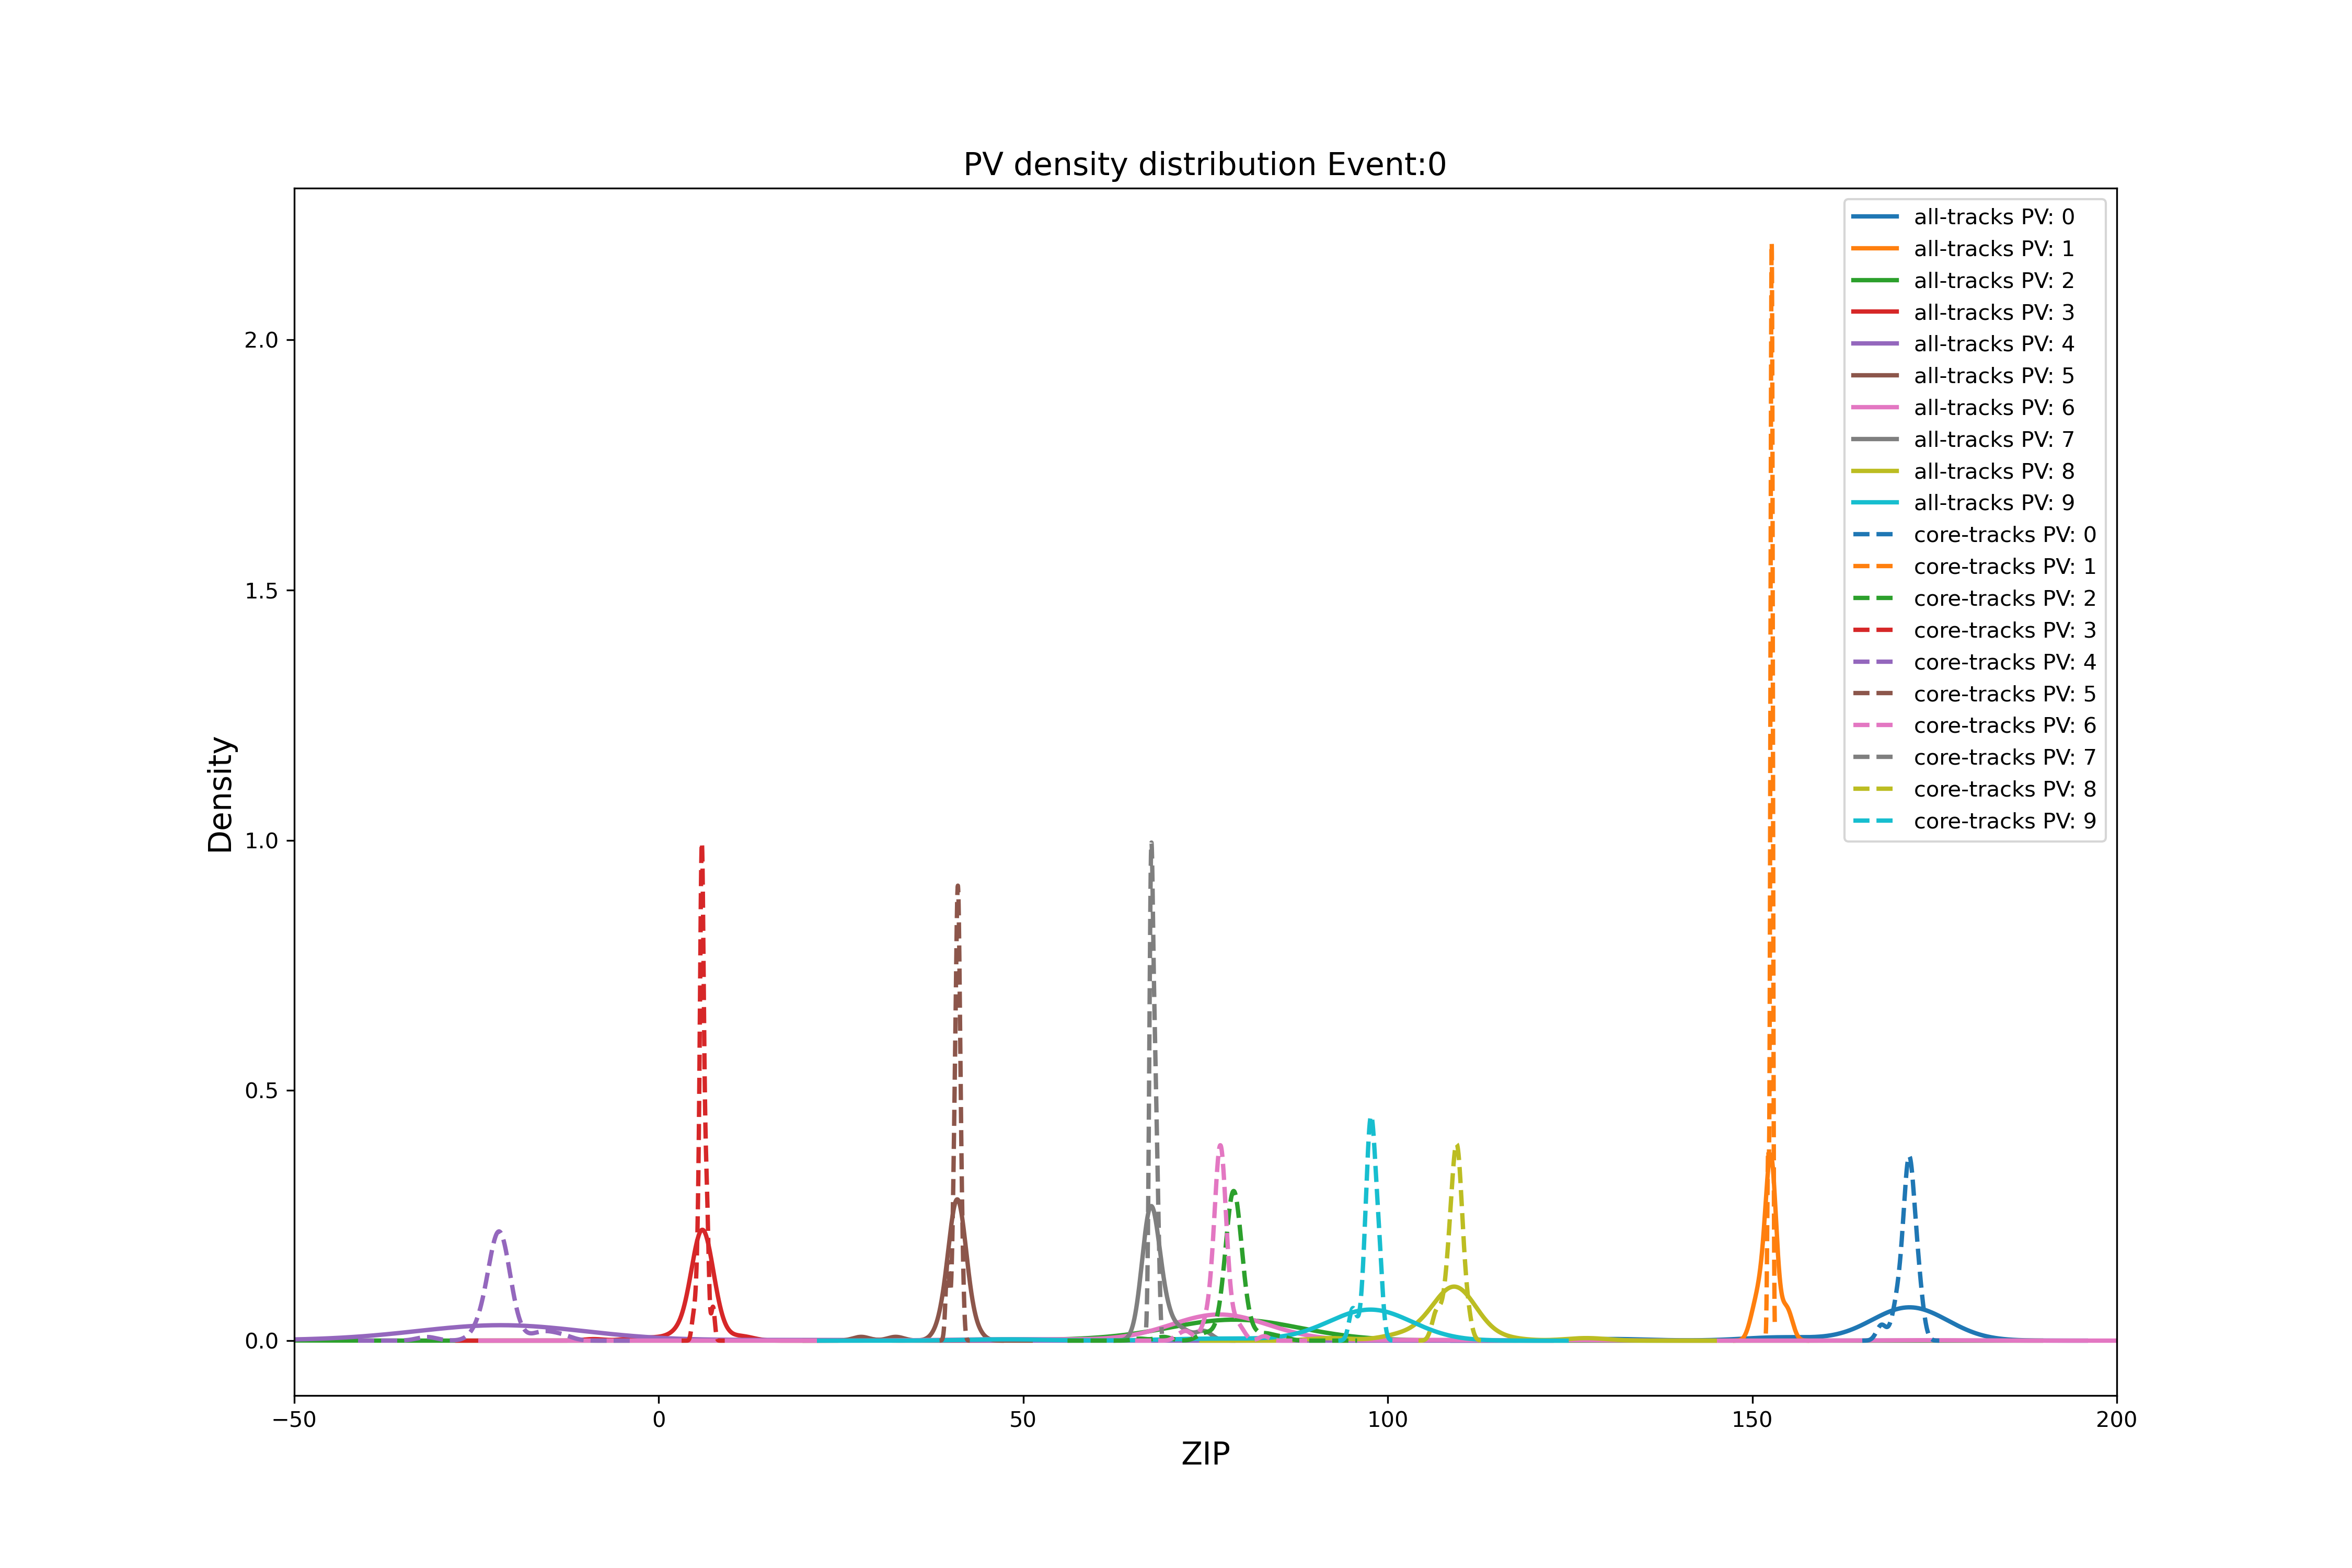 PV density distribution Event:0
all-tracks PV: 0
all-tracks PV: 1
all-tracks PV: 2
all-tracks PV: 3
all-tracks PV: 4
all-tracks PV: 5
all-tracks PV: 6
all-tracks PV: 7
all-tracks PV: 8
all-tracks PV: 9
core-tracks PV: 0
core-tracks PV: 1
core-tracks PV: 2
core-tracks PV: 3
core-tracks PV: 4
core-tracks PV: 5
core-tracks PV: 6
core-tracks PV: 7
core-tracks PV: 8
core-tracks PV: 9
Density
2.0
1.5
1.0
0.5
0.0
−50 0 50 100 150 200
ZIP